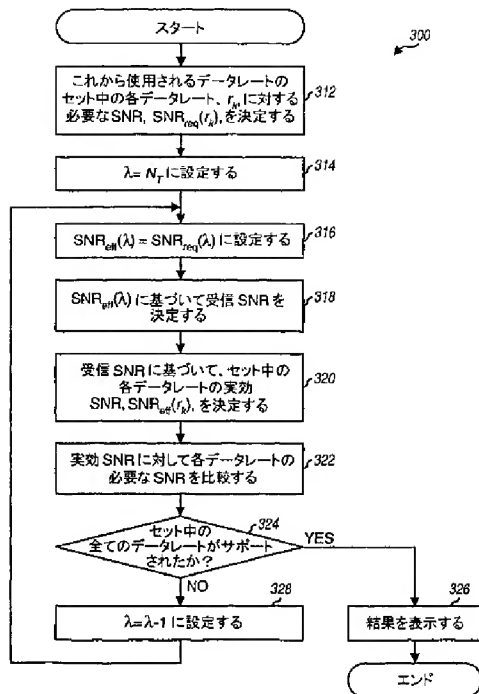 スタート
300
これから使用されるデータレートの
セット中の各データレート、rk, に対する
必要なSNR, SNRreq(rk), を決定する
312
λ= NT に設定する
314
SNReff(λ) = SNRreq(λ) に設定する
316
SNReff(λ) に基づいて受信 SNR を
決定する
318
受信 SNR に基づいて、セット中の
各データレートの実効
SNR, SNReff(rk), を決定する
320
実効 SNR に対して各データレートの
必要な SNR を比較する
322
324
セット中の
全てのデータレートがサポート
されたか？
YES
NO
328
λ=λ-1 に設定する
326
結果を表示する
エンド